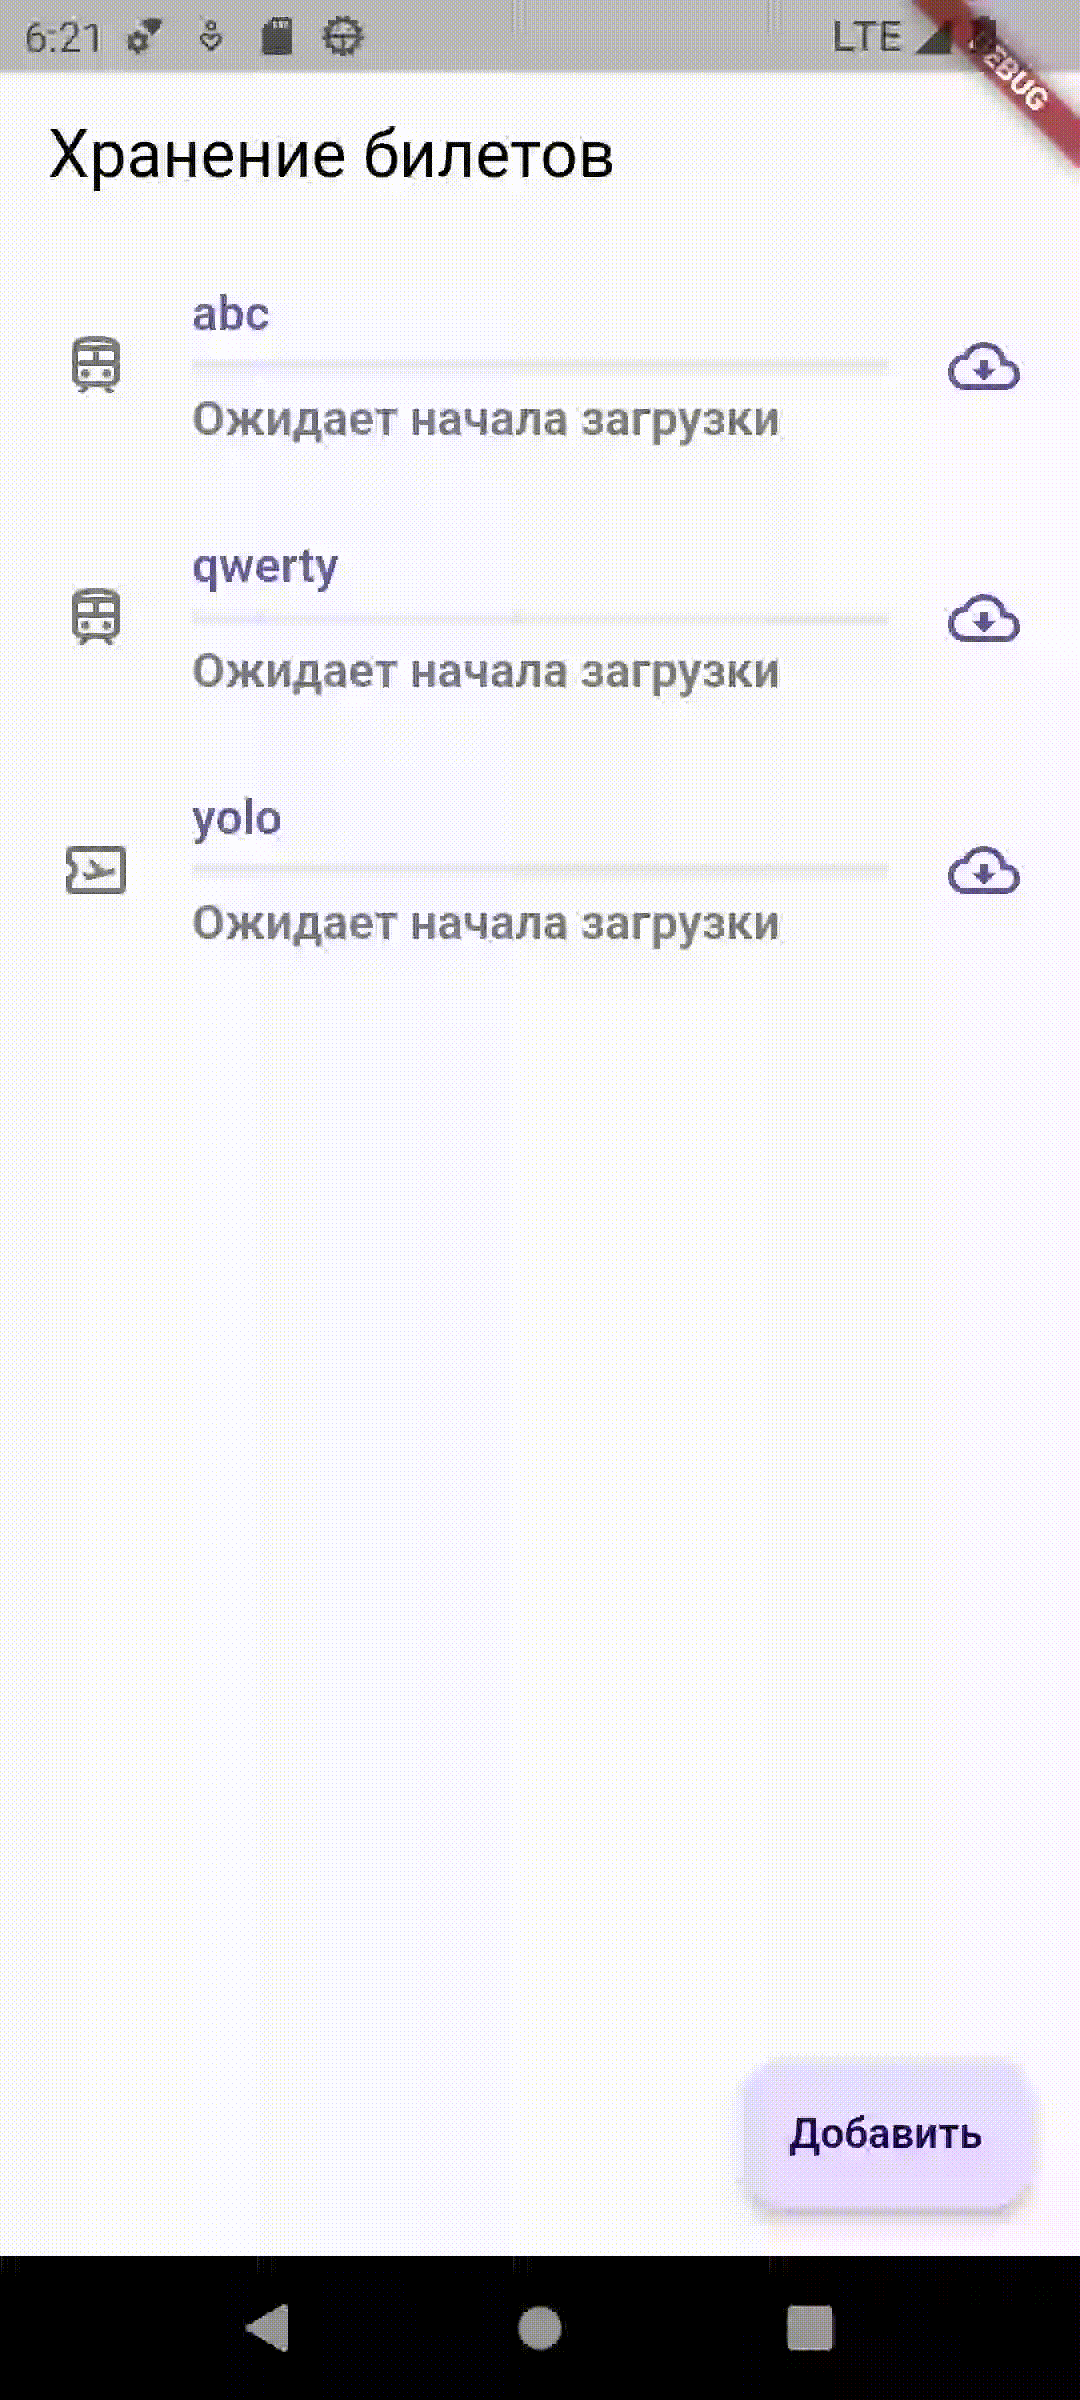 6:21 LTE
DEBUG
Хранение билетов
abc
Ожидает начала загрузки
qwerty
Ожидает начала загрузки
yolo
Ожидает начала загрузки
Добавить